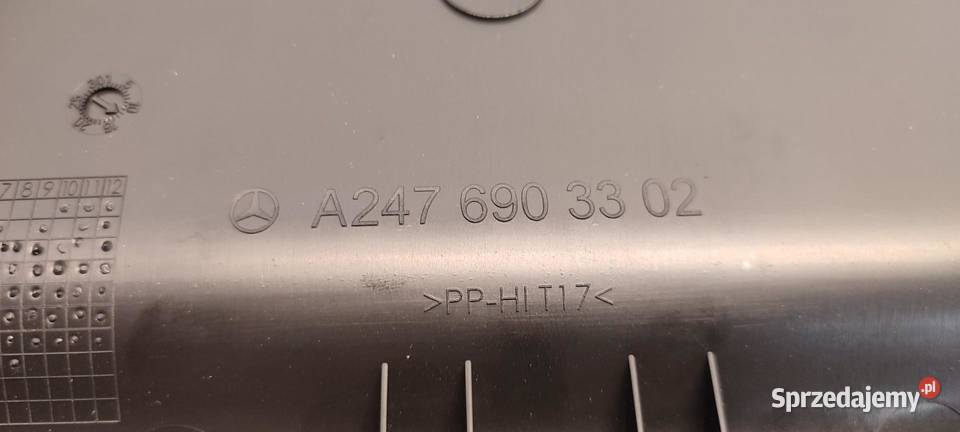 7 8 9 10 11 12
A247 690 33 02
>PP-HI T17<
Sprzedajemy.pl